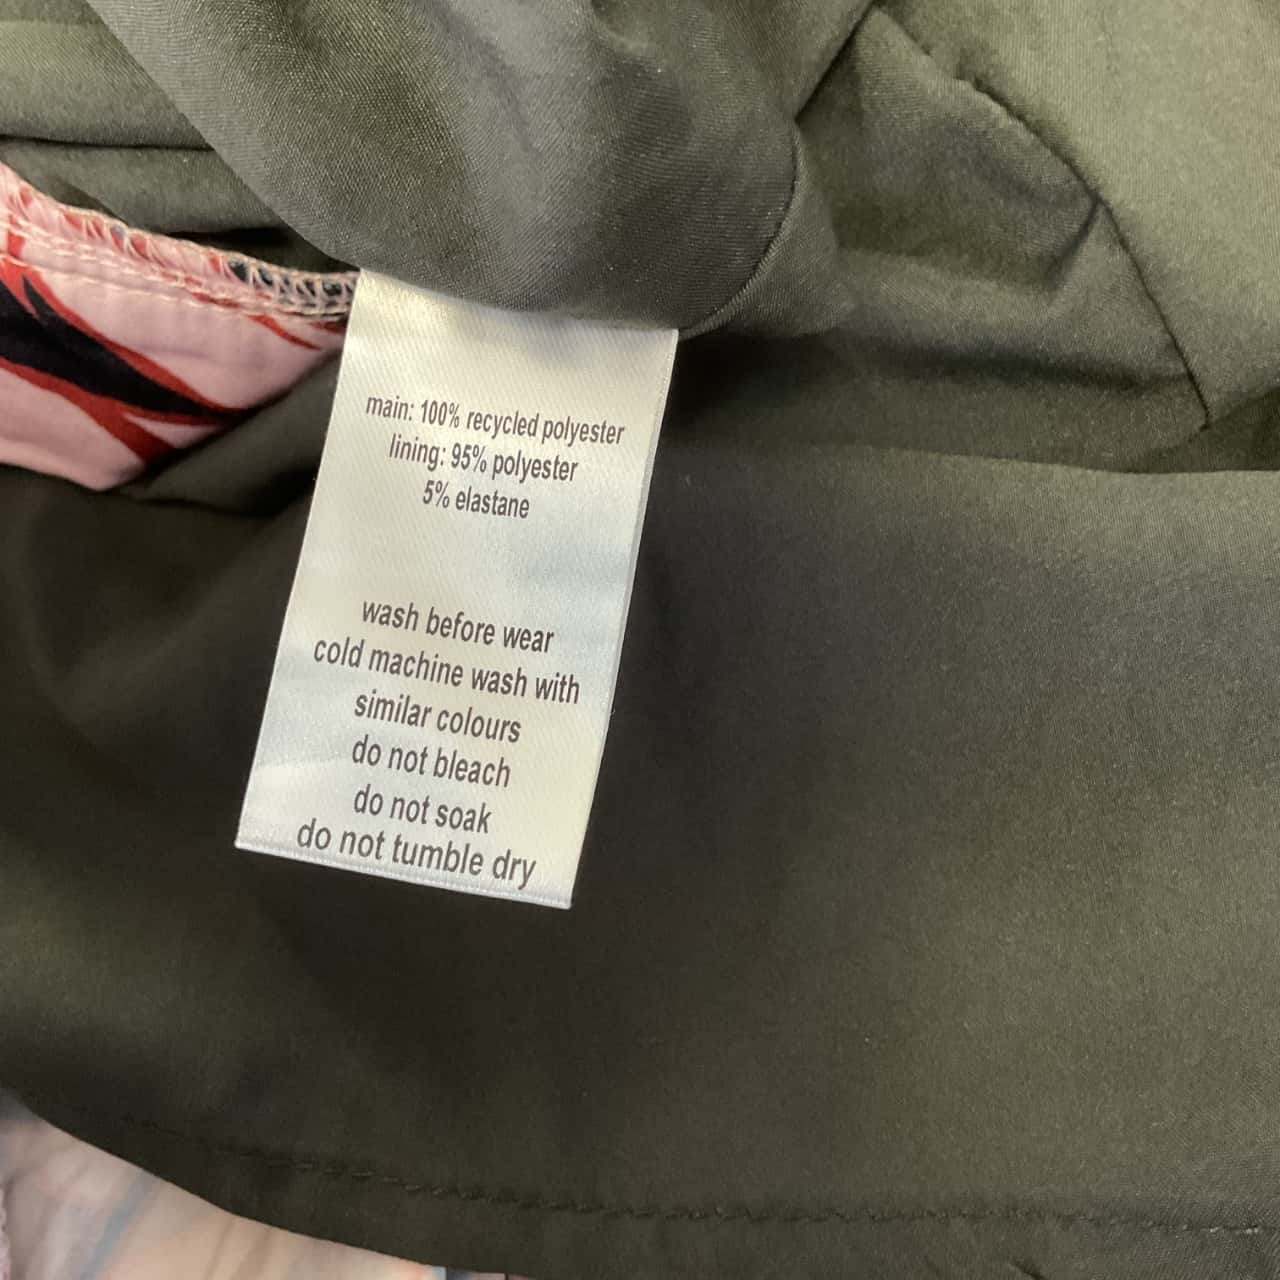 main: 100% recycled polyester
lining: 95% polyester
5% elastane
wash before wear
cold machine wash with
similar colours
do not bleach
do not soak
do not tumble dry